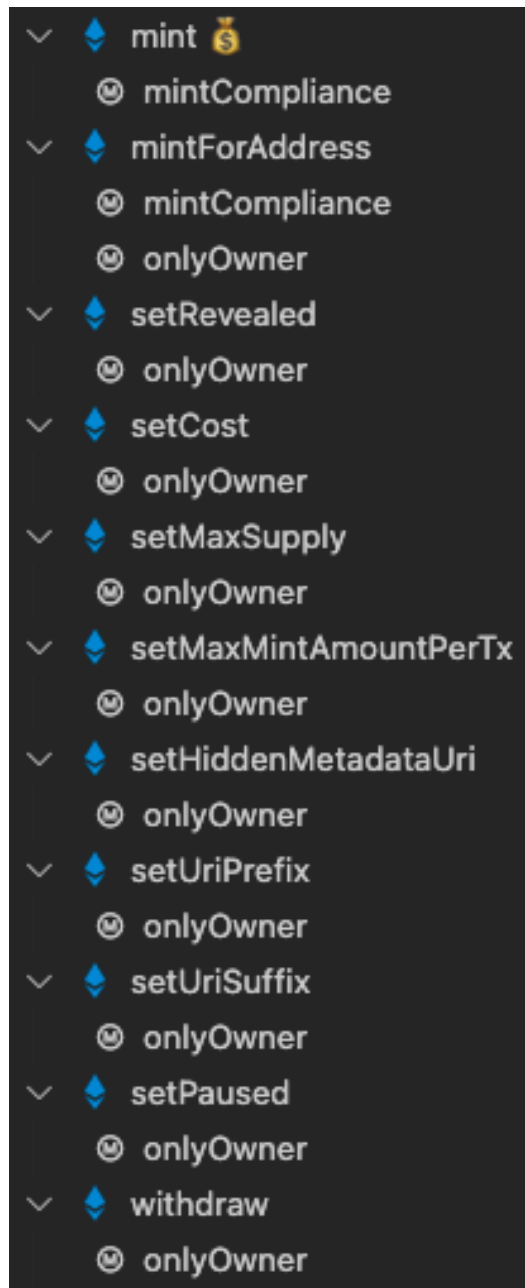 mint 💰
mintCompliance
mintForAddress
mintCompliance
onlyOwner
setRevealed
onlyOwner
setCost
onlyOwner
setMaxSupply
onlyOwner
setMaxMintAmountPerTx
onlyOwner
setHiddenMetadataUri
onlyOwner
setUriPrefix
onlyOwner
setUriSuffix
onlyOwner
setPaused
onlyOwner
withdraw
onlyOwner